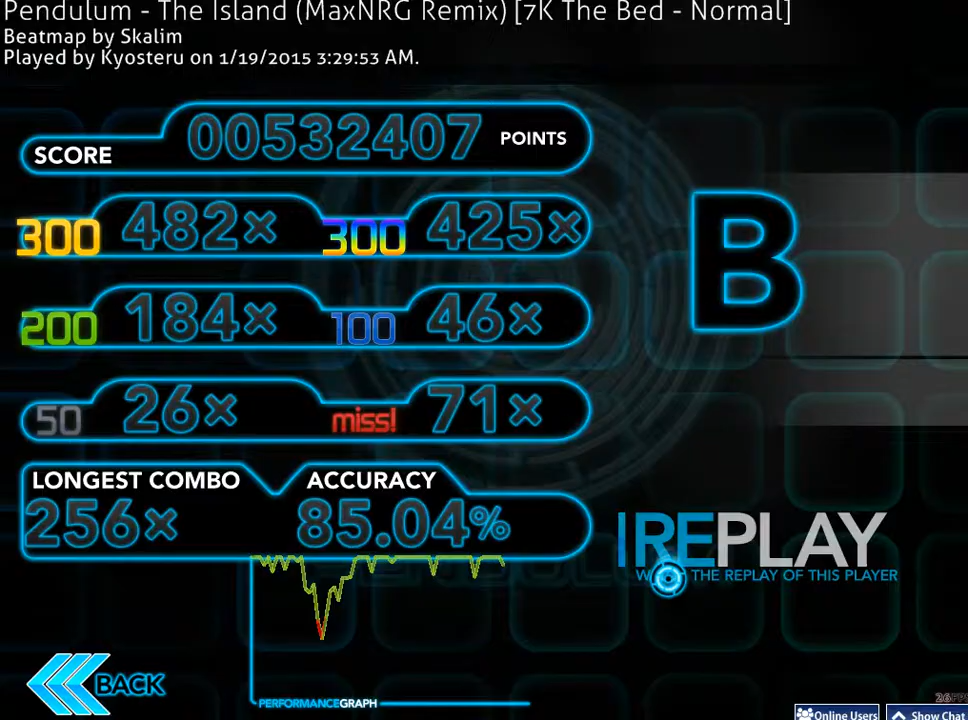 Pendulum - The Island (MaxNRG Remix) [7K The Bed - Normal]
Beatmap by Skalim
Played by Kyosteru on 1/19/2015 3:29:53 AM.
SCORE 00532407 POINTS
300 482x 300 425x
B
200 184x 100 46x
50 26x miss! 71x
LONGEST COMBO ACCURACY
256x 85.04%
REPLAY
THE REPLAY OF THIS PLAYER
BACK
PERFORMANCEGRAPH
26FPS
Online Users Show Chat